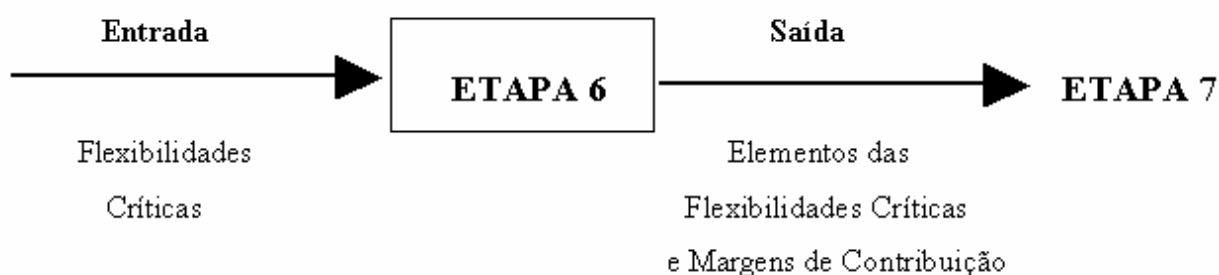 Entrada
Saída
ETAPA 6
ETAPA 7
Flexibilidades
Críticas
Elementos das
Flexibilidades Críticas
e Margens de Contribuição